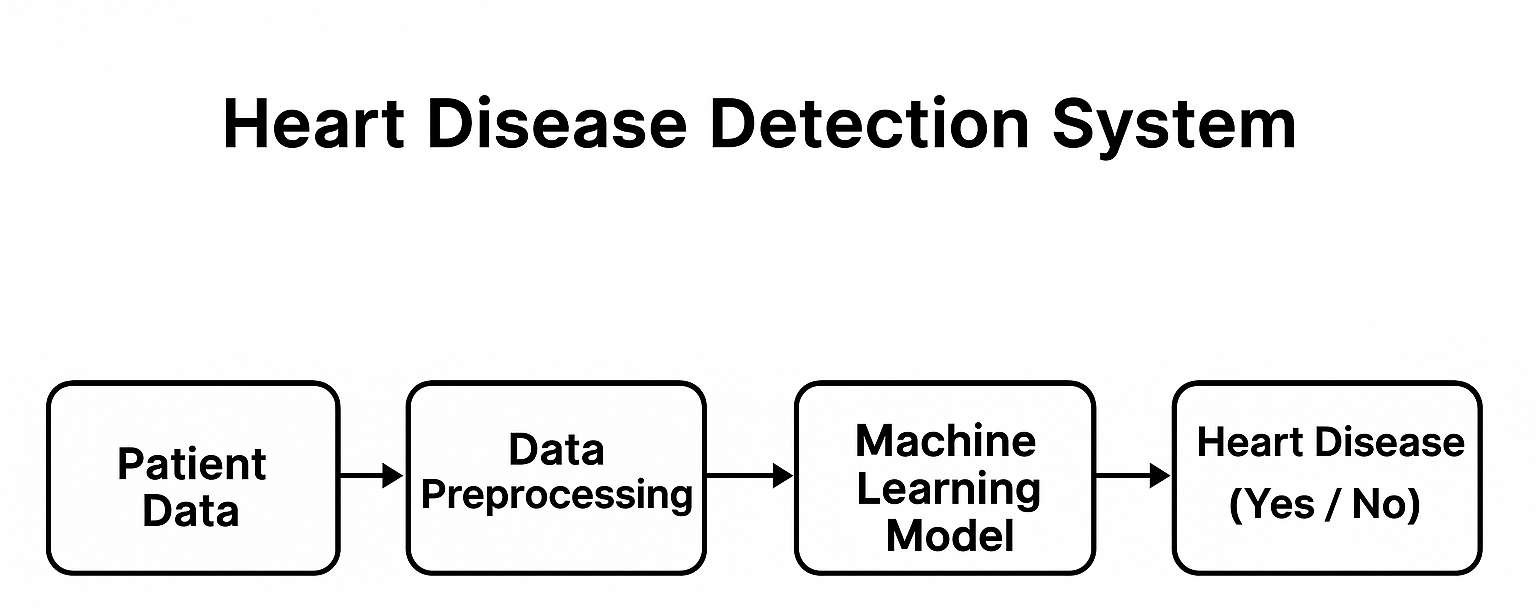 Heart Disease Detection System
Patient
Data
Data
Preprocessing
Machine
Learning
Model
Heart Disease
(Yes / No)